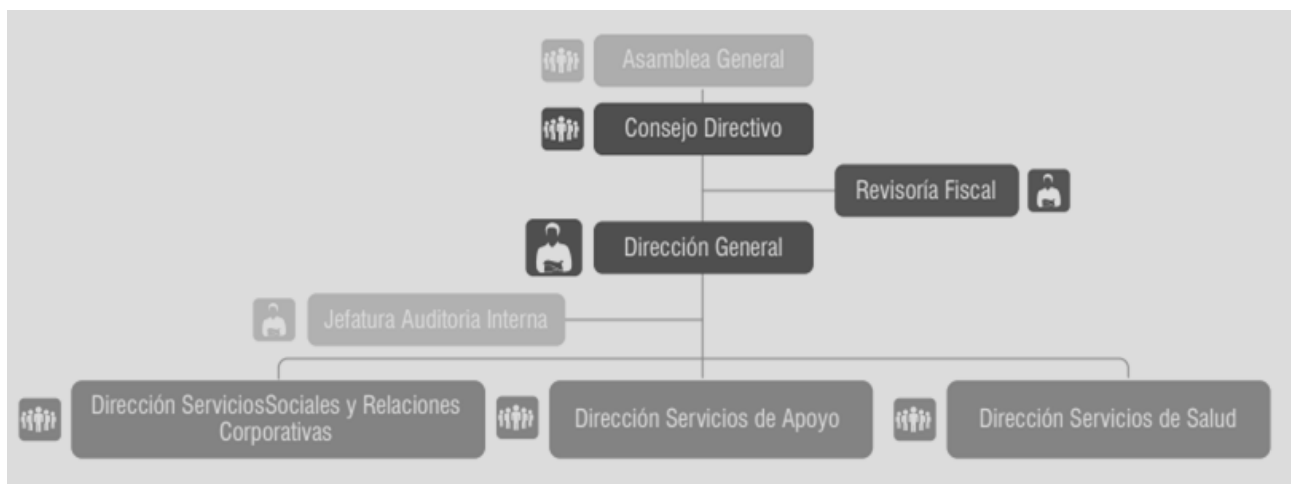 Asamblea General
Consejo Directivo
Revisoría Fiscal
Dirección General
Jefatura Auditoria Interna
Dirección ServiciosSociales y Relaciones
Corporativas
Dirección Servicios de Apoyo
Dirección Servicios de Salud